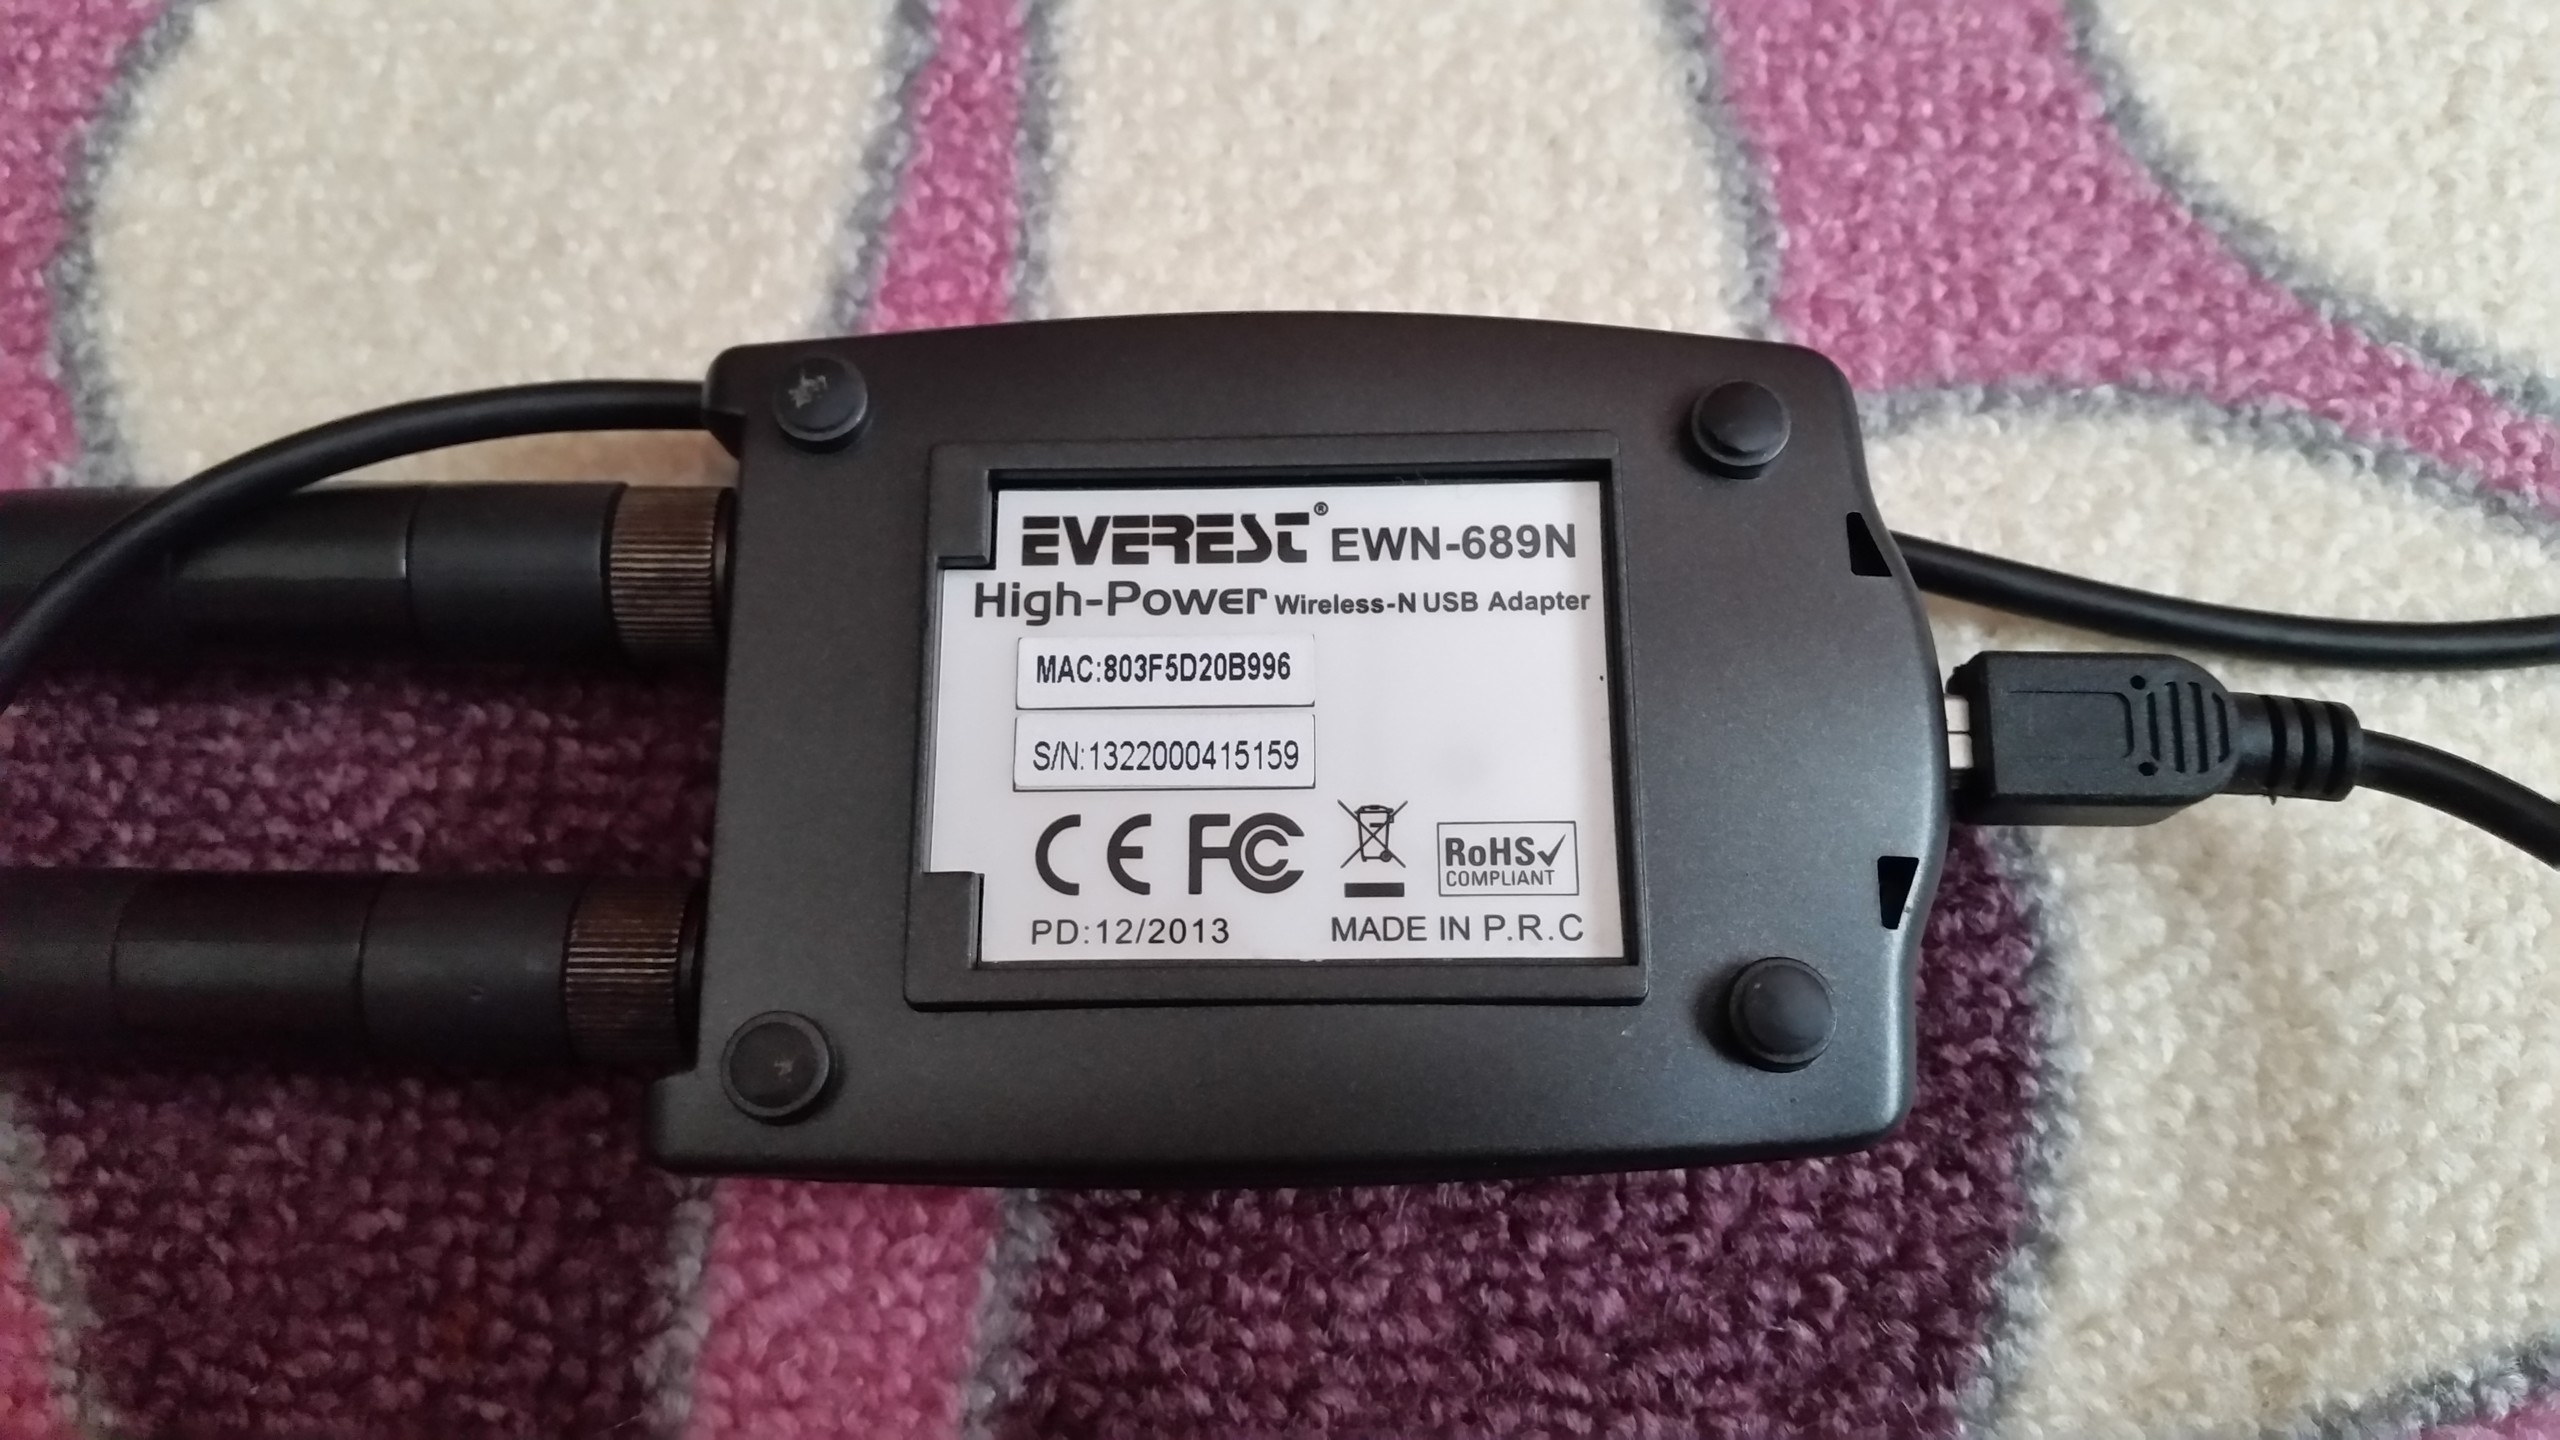 EVEREST® EWN-689N
High-Power Wireless-N USB Adapter
MAC:803F5D20B996
S/N:1322000415159
CE FC RoHS
COMPLIANT
PD:12/2013 MADE IN P.R.C